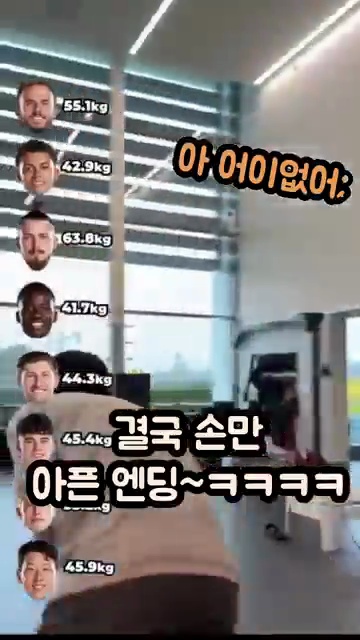 55.1kg
42.9kg
아 어이없어;
63.8kg
41.7kg
44.3kg
45.4kg
결국 손만
아픈 엔딩~ㅋㅋㅋㅋ
45.9kg